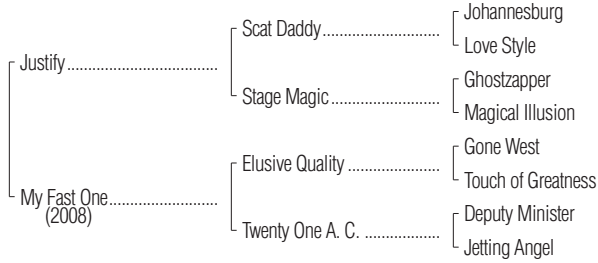 Johannesburg
Scat Daddy
Love Style
Justify
Ghostzapper
Stage Magic
Magical Illusion
Gone West
Elusive Quality
Touch of Greatness
My Fast One
(2008)
Deputy Minister
Twenty One A. C.
Jetting Angel